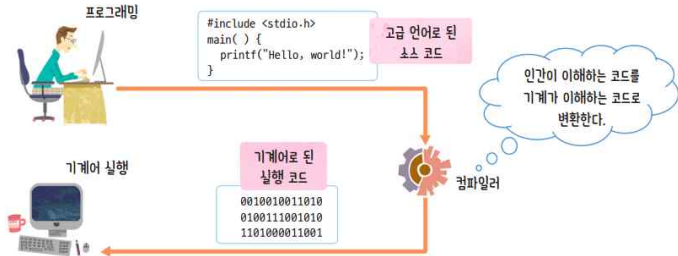 프로그래밍
#include <stdio.h>
main( ) {
printf("Hello, world!");
}
고급 언어로 된
소스 코드
인간이 이해하는 코드를
기계가 이해하는 코드로
변환한다.
컴파일러
기계어로 된
실행 코드
0010010011010
0100111001010
1101000011001
기계어 실행